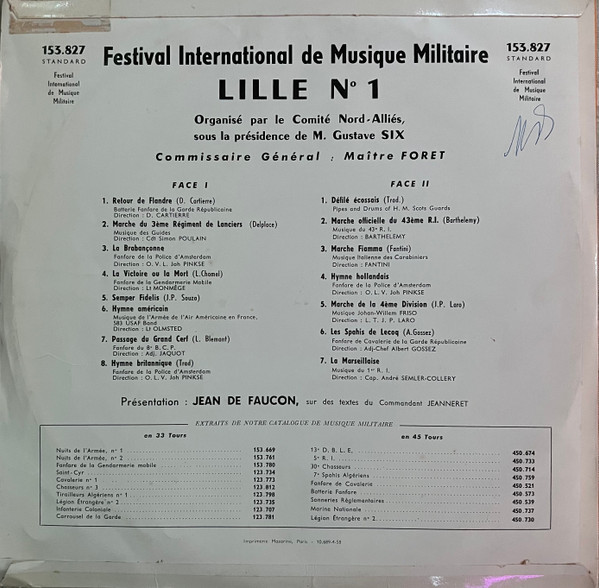 153.827
STANDARD
Festival
International
de Musique
Militaire
Festival International de Musique Militaire
LILLE No 1
153.827
STANDARD
Festival
International
de Musique
Militaire
Organisé par le Comité Nord-Alliés,
sous la présidence de M. Gustave SIX
Commissaire Général : Maître FORET
FACE I
1. Retour de Flandre (D. Cartierre)
Batterie Fanfare de la Garde Républicaine
Direction : D. CARTIERRE
2. Marche du 3ème Régiment de Lanciers (Delplace)
Musique des Guides
Direction : Cdt Simon POULAIN
3. La Brabançonne
Fanfare de la Police d'Amsterdam
Direction : O. V. L. Joh PINKSE
4. La Victoire ou la Mort (L. Chomel)
Fanfare de la Gendarmerie Mobile
Direction : Lt MONMÈGE
5. Semper Fidelis (J.P. Souza)
6. Hymne américain
Musique de l'Armée de l'Air Américaine en France,
583 USAF Band
Direction : Lt OLMSTED
7. Passage du Grand Cerf (L. Blemant)
Fanfare du 8e B. C. P.
Direction : Adj. JAQUOT
8. Hymne britannique (Trad)
Fanfare de la Police d'Amsterdam
Direction : O. L. V. Joh PINKSE
FACE II
1. Défilé écossais (Trad.)
Pipes and Drums of H. M. Scots Guards
2. Marche officielle du 43ème R.I. (Barthelemy)
Musique du 43e R. I.
Direction : BARTHELEMY
3. Marche Fiamma (Fantini)
Musique Italienne des Carabiniers
Direction : FANTINI
4. Hymne hollandais
Fanfare de la Police d'Amsterdam
Direction : O. L. V. Joh PINKSE
5. Marche de la 4ème Division (J.P. Laro)
Musique Johan-Willem FRISO
Direction : L. T. J. P. LARO
6. Les Spahis de Lecoq (A. Gossez)
Fanfare de Cavalerie de la Garde Républicaine
Direction : Adj-Chef Albert GOSSEZ
7. La Marseillaise
Musique du 1er R. I.
Direction : Cap. André SEMLER-COLLERY
Présentation : JEAN DE FAUCON, sur des textes du Commandant JEANNERET
EXTRAITS DE NOTRE CATALOGUE DE MUSIQUE MILITAIRE
en 33 Tours
Nuits de l'Armée, n° 1 153.669
Nuits de l'Armée, n° 2 153.761
Fanfare de la Gendarmerie mobile 153.780
Saint-Cyr 123.734
Cavalerie n° 1 123.773
Chasseurs n° 3 123.812
Tirailleurs Algériens n° 1 123.798
Légion Étrangère n° 2 123.735
Infanterie Coloniale 123.707
Carrousel de la Garde 123.781
en 45 Tours
13e D. B. L. E. 450.674
5e R. I. 450.733
30e Chasseurs 450.714
7e Spahis Algériens 450.759
Fanfare de Cavalerie 450.521
Batterie Fanfare 450.573
Sonneries Réglementaires 450.539
Marine Nationale 450.737
Légion Étrangère n° 2 450.730